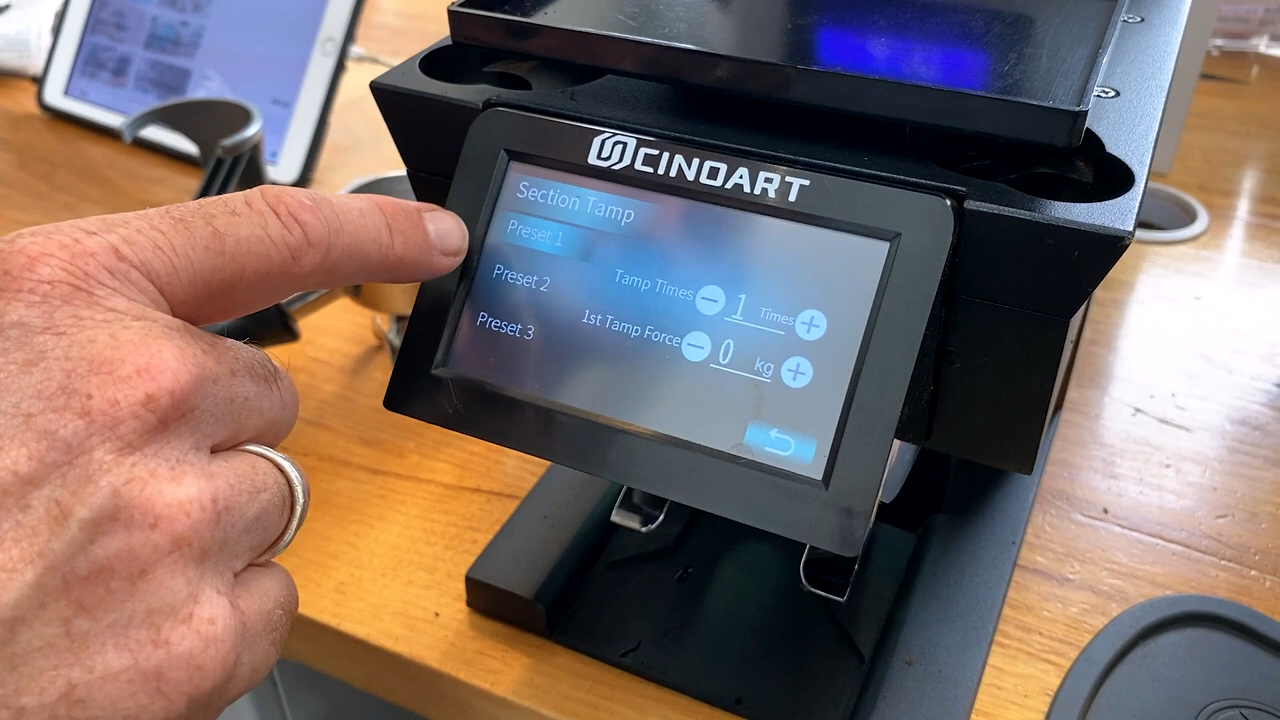 CINOART
Section Tamp
Preset 1
Preset 2
Tamp Times 1 Times
Preset 3
1st Tamp Force 0 kg